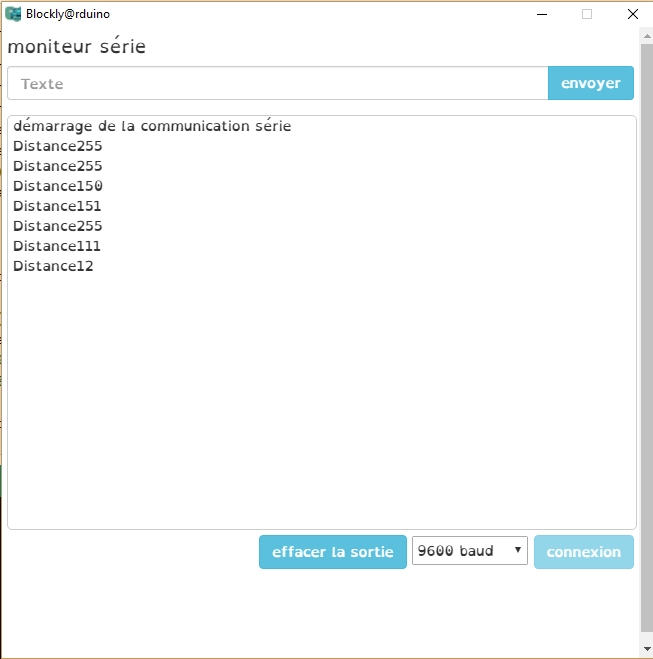 Blockly@rduino
moniteur série
Texte
envoyer
démarrage de la communication série
Distance255
Distance255
Distance150
Distance151
Distance255
Distance111
Distance12
effacer la sortie
9600 baud
connexion